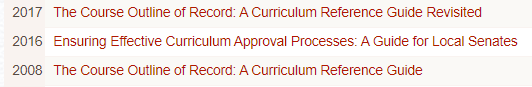 2017 The Course Outline of Record: A Curriculum Reference Guide Revisited
2016 Ensuring Effective Curriculum Approval Processes: A Guide for Local Senates
2008 The Course Outline of Record: A Curriculum Reference Guide